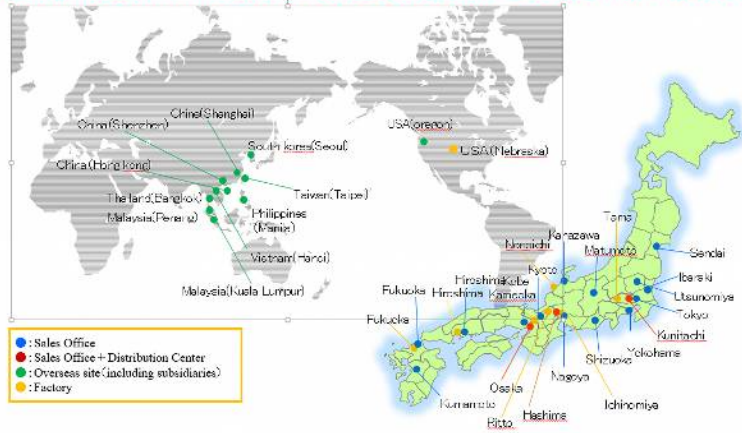 China(Shanghai)
China(Shenzhen)
USA(oregon)
South korea(Seoul)
USA(Nebraska)
China(Hong kong)
Thailand(Bangkok)
Taiwan(Taipei)
Malaysia(Penang)
Philippines
(Manila)
Vietnam(Hanoi)
Malaysia(Kuala Lumpur)
Tama
Kanazawa
Nonoichi
Matumoto
Sendai
Kyoto
Ibaraki
Hiroshima
Kobe
Fukuoka
Hiroshima
Kameoka
Utsunomiya
Tokyo
Fukuoka
Kunitachi
Yokohama
Shizuoka
Nagoya
Osaka
Ichinomiya
Kumamoto
Hashima
Ritto
: Sales Office
: Sales Office + Distribution Center
: Overseas site(including subsidiaries)
: Factory